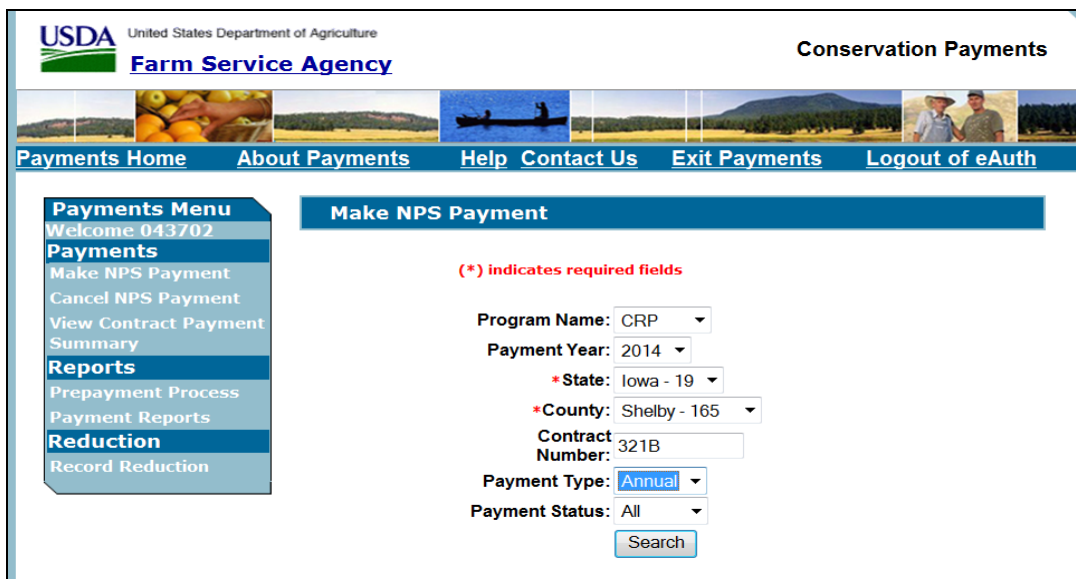 USDA United States Department of Agriculture
Farm Service Agency
Conservation Payments
Payments Home About Payments Help Contact Us Exit Payments Logout of eAuth
Payments Menu
Welcome 043702
Payments
Make NPS Payment
Cancel NPS Payment
View Contract Payment
Summary
Reports
Prepayment Process
Payment Reports
Reduction
Record Reduction
Make NPS Payment
(*) indicates required fields
Program Name: CRP
Payment Year: 2014
*State: Iowa - 19
*County: Shelby - 165
Contract
Number: 321B
Payment Type: Annual
Payment Status: All
Search